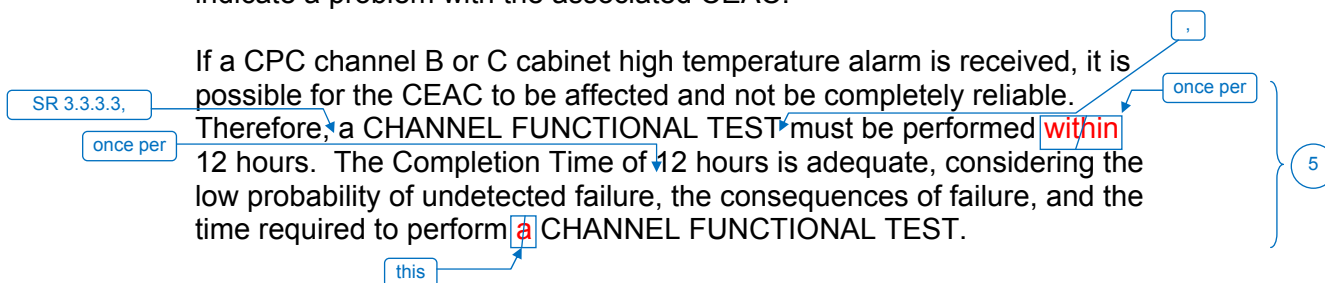 indicate a problem with the associated CEAC.
,
If a CPC channel B or C cabinet high temperature alarm is received, it is
SR 3.3.3.3, possible for the CEAC to be affected and not be completely reliable. once per
Therefore, a CHANNEL FUNCTIONAL TEST must be performed within
once per 12 hours. The Completion Time of 12 hours is adequate, considering the
5
low probability of undetected failure, the consequences of failure, and the
time required to perform a CHANNEL FUNCTIONAL TEST.
this